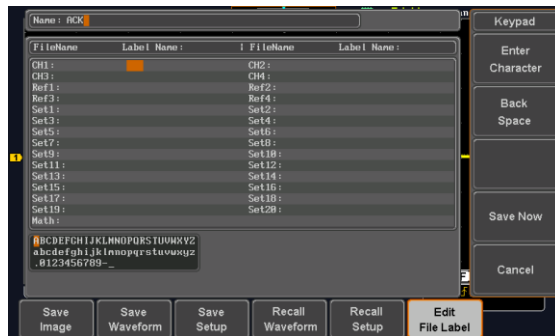 Name: ACK
Keypad
FileName Label Name: FileName Label Name:
Enter
Character
CH1: CH2:
CH3: CH4:
Ref1: Ref2:
Ref3: Ref4:
Set1: Set2:
Set3: Set4:
Set5: Set6:
Set7: Set8:
Set9: Set10:
Set11: Set12:
Set13: Set14:
Set15: Set16:
Set17: Set18:
Set19: Set20:
Math:
Back
Space
1
ABCDEFGHIJKLMNOPQRSTUVWXYZ
abcdefghijklmnopqrstuvwxyz
.0123456789-_
Save Now
Cancel
Save
Image
Save
Waveform
Save
Setup
Recall
Waveform
Recall
Setup
Edit
File Label